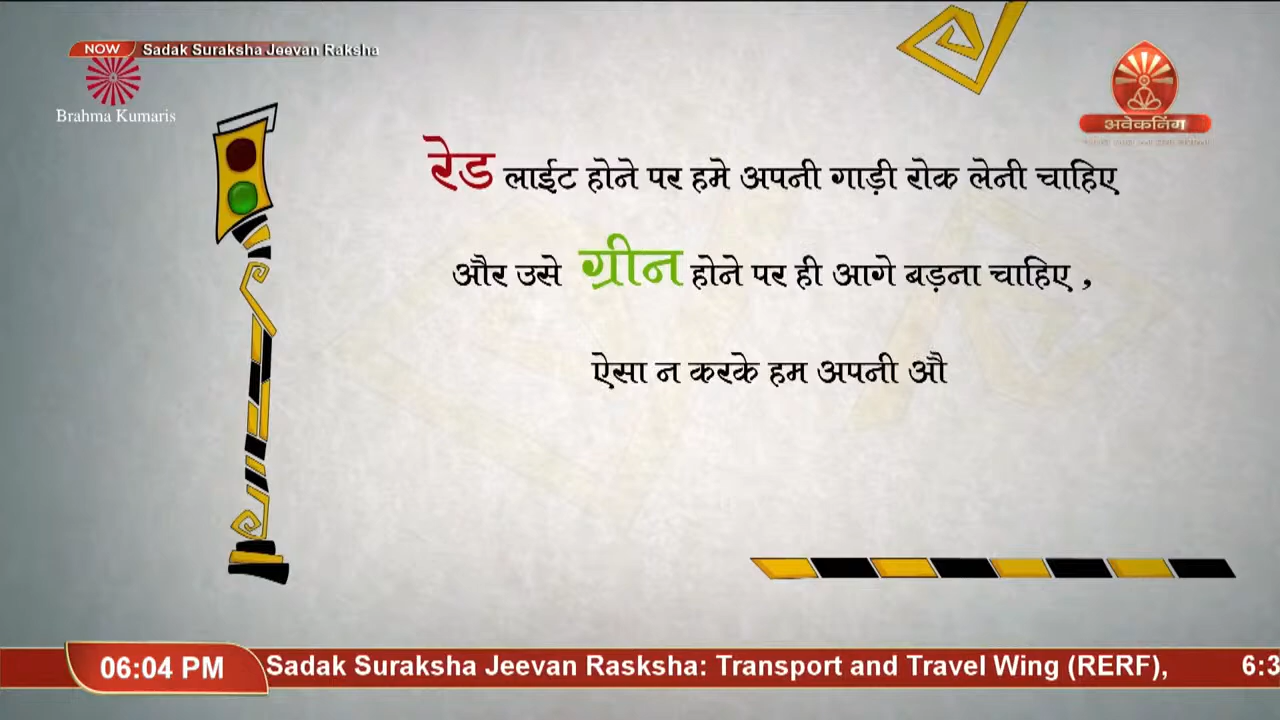 NOW Sadak Suraksha Jeevan Raksha
Brahma Kumaris
अवेकनिंग
रेड लाईट होने पर हमे अपनी गाड़ी रोक लेनी चाहिए
और उसे ग्रीन होने पर ही आगे बड़ना चाहिए ,
ऐसा न करके हम अपनी औ
06:04 PM Sadak Suraksha Jeevan Rasksha: Transport and Travel Wing (RERF), 6:3